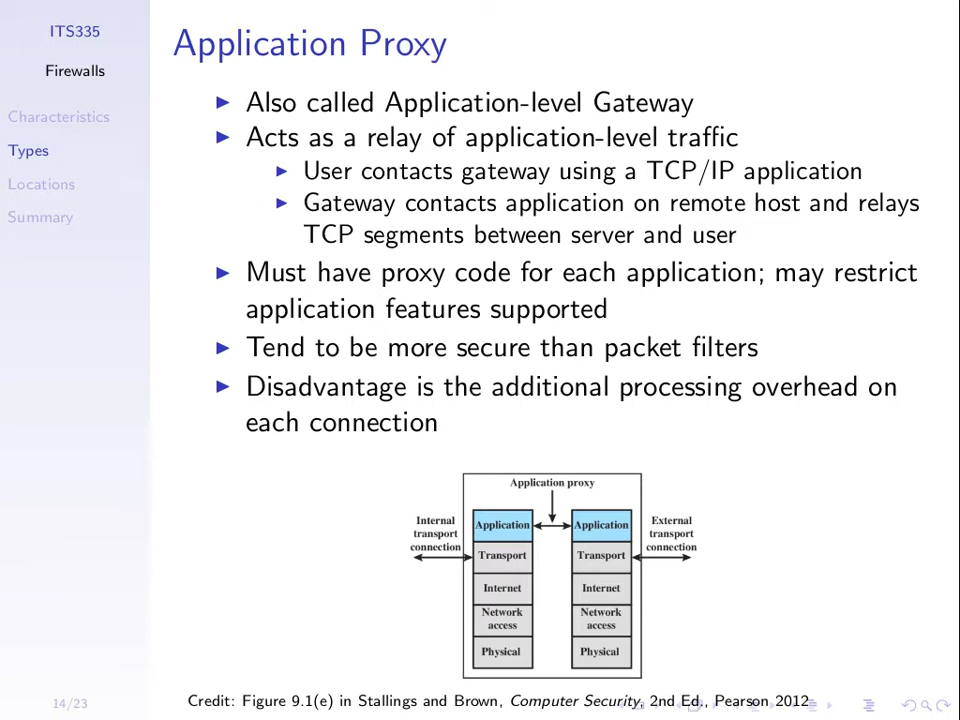 ITS335
Firewalls
Characteristics
Types
Locations
Summary
Application Proxy
Also called Application-level Gateway
Acts as a relay of application-level traffic
User contacts gateway using a TCP/IP application
Gateway contacts application on remote host and relays
TCP segments between server and user
Must have proxy code for each application; may restrict
application features supported
Tend to be more secure than packet filters
Disadvantage is the additional processing overhead on
each connection
Application proxy
Internal
transport
connection
Application
Transport
Internet
Network
access
Physical
Application
Transport
Internet
Network
access
Physical
External
transport
connection
Credit: Figure 9.1(e) in Stallings and Brown, Computer Security, 2nd Ed., Pearson 2012
14/23